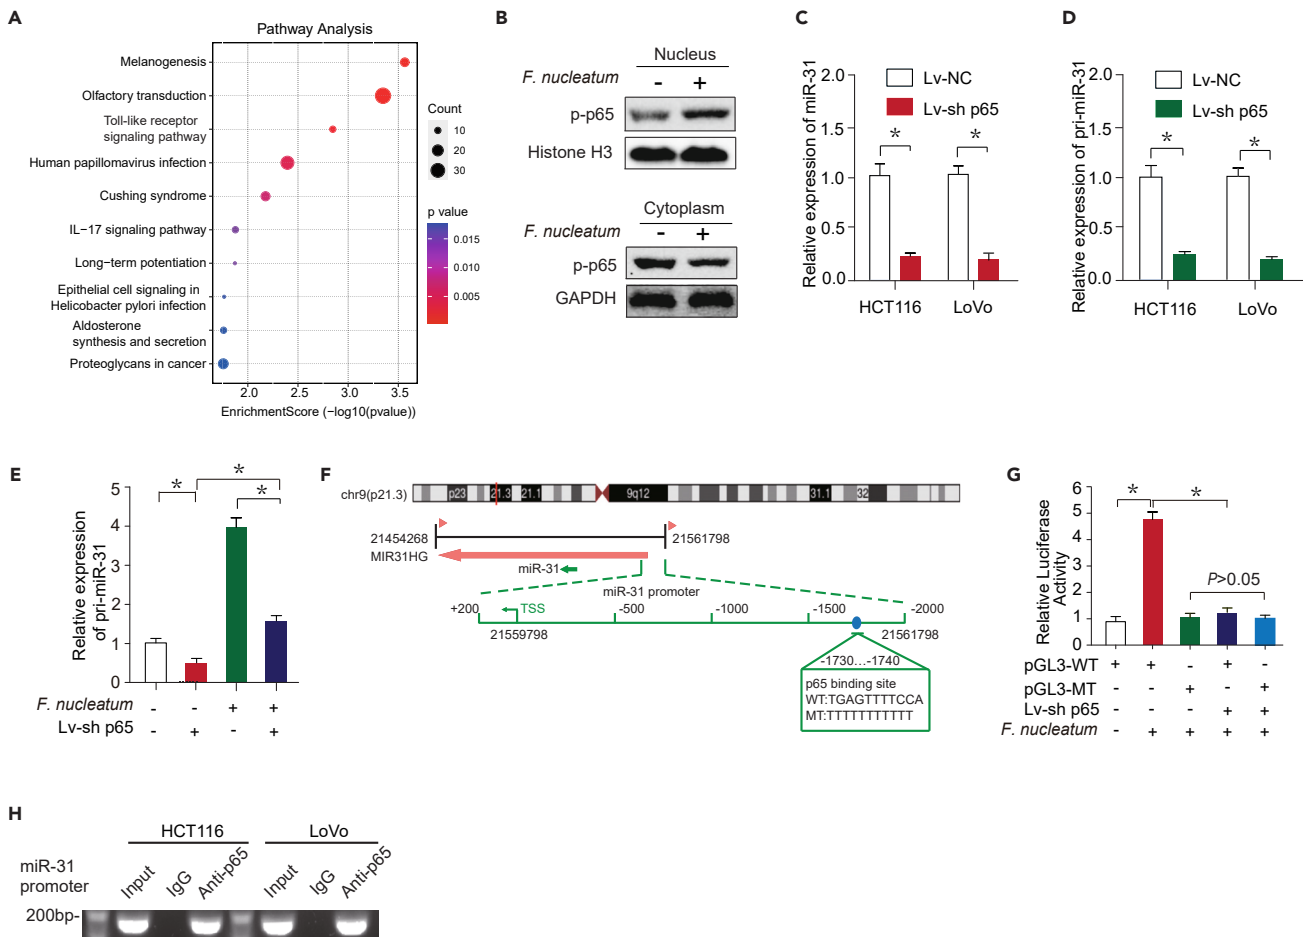 A
Pathway Analysis
Melanogenesis
Olfactory transduction
Toll-like receptor
signaling pathway
Human papillomavirus infection
Cushing syndrome
IL−17 signaling pathway
Long-term potentiation
Epithelial cell signaling in
Helicobacter pylori infection
Aldosterone
synthesis and secretion
Proteoglycans in cancer
2.0 2.5 3.0 3.5
EnrichmentScore (−log10(pvalue))
Count
10
20
30
p value
0.015
0.010
0.005
B
Nucleus
F. nucleatum - +
p-p65
Histone H3
Cytoplasm
F. nucleatum - +
p-p65
GAPDH
C
Relative expression of miR-31
2.0
1.5
1.0
0.5
0.0
Lv-NC
Lv-sh p65
* *
HCT116 LoVo
D
Relative expression of pri-miR-31
2.0
1.5
1.0
0.5
0.0
Lv-NC
Lv-sh p65
* *
HCT116 LoVo
E
Relative expression
of pri-miR-31
5
4
3
2
1
0
* * *
F. nucleatum - - + +
Lv-sh p65 - + - +
F
chr9(p21.3) p23 21.3 21.1 9q12 31.1 32
21454268 21561798
MIR31HG
miR-31
miR-31 promoter
+200 TSS -500 -1000 -1500 -2000
21559798 21561798
-1730...-1740
p65 binding site
WT:TGAGTTTTCCA
MT:TTTTTTTTTTT
G
Relative Luciferase
Activity
6
5
4
3
2
1
0
* *
P>0.05
pGL3-WT + + - + -
pGL3-MT - - + - +
Lv-sh p65 - - - + +
F. nucleatum - + + + +
H
HCT116 LoVo
miR-31
promoter
Input IgG Anti-p65 Input IgG Anti-p65
200bp-